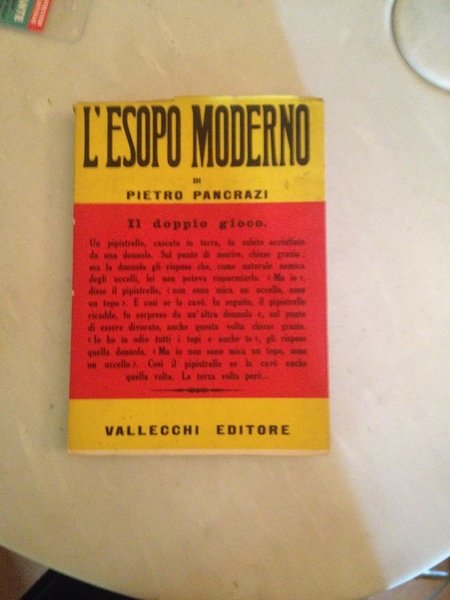 L'ESOPO MODERNO
DI
PIETRO PANCRAZI
Il doppio gioco.
Un pipistrello, cascato in terra, fu subito acciuffato
da una donnola. Sul punto di morire, chiese grazia;
ma la donnola gli rispose che, come naturale nemica
degli uccelli, lei non poteva risparmiarlo. ‹ Ma io ›,
disse il pipistrello, ‹ non sono mica un uccello, sono
un topo ›. E così se la cavò. In seguito, il pipistrello
ricadde, fu sorpreso da un'altra donnola e, sul punto
di essere divorato, anche questa volta chiese grazia.
‹ Io ho in odio tutti i topi e anche te ›, gli rispose
quella donnola. ‹ Ma io non sono mica un topo, sono
un uccello ›. Così il pipistrello se la cavò anche
quella volta. La terza volta però...
VALLECCHI EDITORE